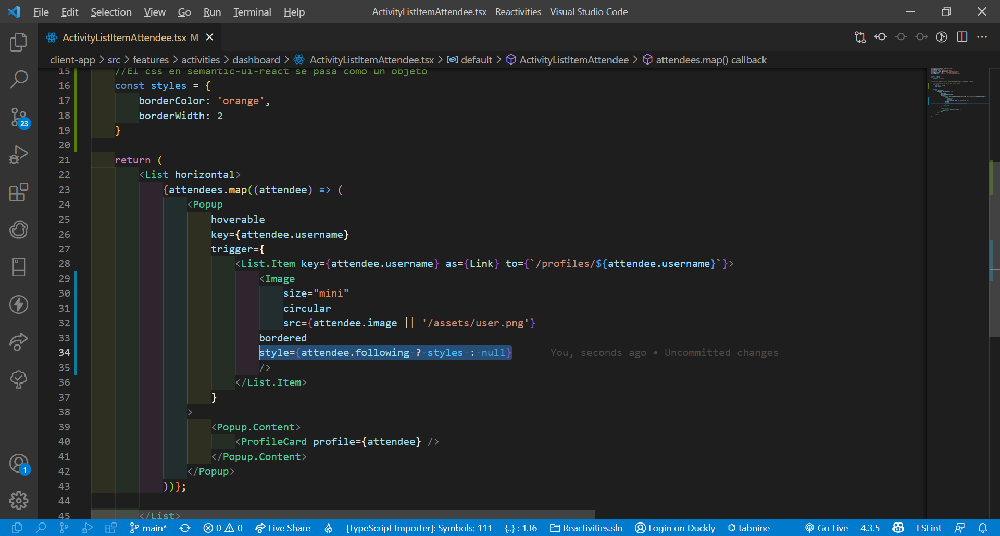 File Edit Selection View Go Run Terminal Help ActivityListItemAttendee.tsx - Reactivities - Visual Studio Code
ActivityListItemAttendee.tsx M
client-app > src > features > activities > dashboard > ActivityListItemAttendee.tsx > default > ActivityListItemAttendee > attendees.map() callback
15 //El css en semantic-ui-react se pasa como un objeto
16 const styles = {
17 borderColor: 'orange',
18 borderWidth: 2
19 }
20
21 return (
22 <List horizontal>
23 {attendees.map((attendee) => (
24 <Popup
25 hoverable
26 key={attendee.username}
27 trigger={
28 <List.Item key={attendee.username} as={Link} to={`/profiles/${attendee.username}`}>
29 <Image
30 size="mini"
31 circular
32 src={attendee.image || '/assets/user.png'}
33 bordered
34 style={attendee.following ? styles : null} You, seconds ago • Uncommitted changes
35 />
36 </List.Item>
37 }
38 >
39 <Popup.Content>
40 <ProfileCard profile={attendee} />
41 </Popup.Content>
42 </Popup>
43 ))};
44
45 </List>
23
1
main* 0 0 Live Share [TypeScript Importer]: Symbols: 111 {..} : 136 Reactivities.sln Login on Duckly tabnine Go Live 4.3.5 ESLint